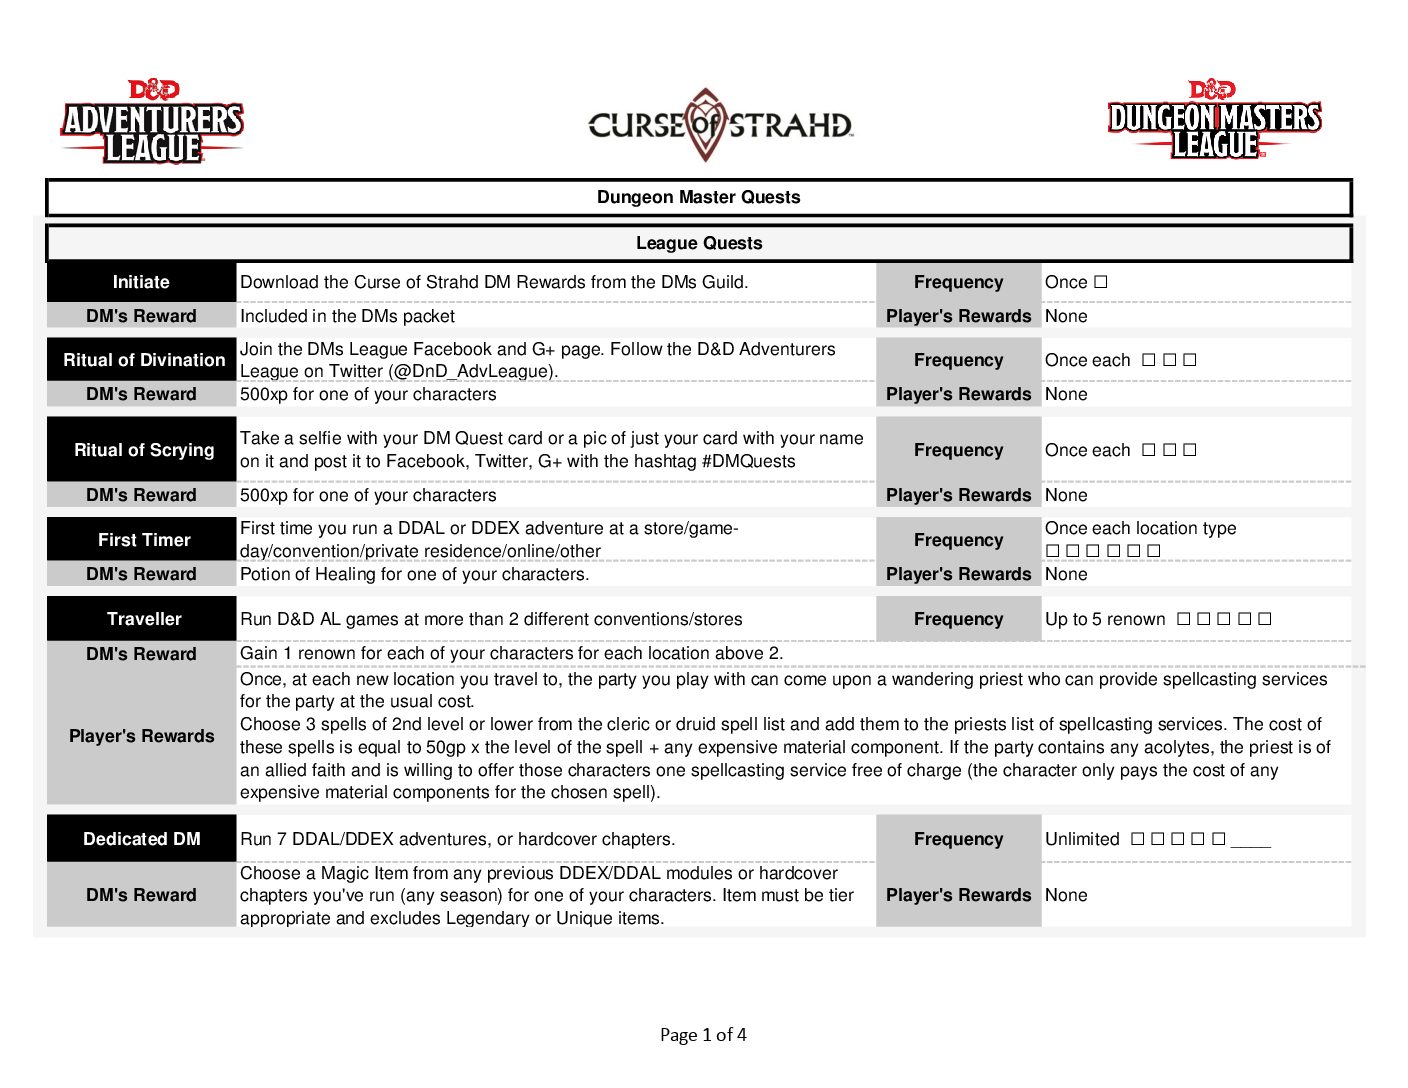 D&D
ADVENTURERS
LEAGUE
CURSE of STRAHD
D&D
DUNGEON MASTERS
LEAGUE
Dungeon Master Quests
League Quests
Initiate
Download the Curse of Strahd DM Rewards from the DMs Guild.
Frequency
Once ☐
DM's Reward
Included in the DMs packet
Player's Rewards
None
Ritual of Divination
Join the DMs League Facebook and G+ page. Follow the D&D Adventurers
League on Twitter (@DnD_AdvLeague).
Frequency
Once each ☐ ☐ ☐
DM's Reward
500xp for one of your characters
Player's Rewards
None
Ritual of Scrying
Take a selfie with your DM Quest card or a pic of just your card with your name
on it and post it to Facebook, Twitter, G+ with the hashtag #DMQuests
Frequency
Once each ☐ ☐ ☐
DM's Reward
500xp for one of your characters
Player's Rewards
None
First Timer
First time you run a DDAL or DDEX adventure at a store/game-
day/convention/private residence/online/other
Frequency
Once each location type
☐ ☐ ☐ ☐ ☐ ☐
DM's Reward
Potion of Healing for one of your characters.
Player's Rewards
None
Traveller
Run D&D AL games at more than 2 different conventions/stores
Frequency
Up to 5 renown ☐ ☐ ☐ ☐ ☐
DM's Reward
Gain 1 renown for each of your characters for each location above 2.
Player's Rewards
Once, at each new location you travel to, the party you play with can come upon a wandering priest who can provide spellcasting services
for the party at the usual cost.
Choose 3 spells of 2nd level or lower from the cleric or druid spell list and add them to the priests list of spellcasting services. The cost of
these spells is equal to 50gp x the level of the spell + any expensive material component. If the party contains any acolytes, the priest is of
an allied faith and is willing to offer those characters one spellcasting service free of charge (the character only pays the cost of any
expensive material components for the chosen spell).
Dedicated DM
Run 7 DDAL/DDEX adventures, or hardcover chapters.
Frequency
Unlimited ☐ ☐ ☐ ☐ ☐ ____
DM's Reward
Choose a Magic Item from any previous DDEX/DDAL modules or hardcover
chapters you've run (any season) for one of your characters. Item must be tier
appropriate and excludes Legendary or Unique items.
Player's Rewards
None
Page 1 of 4